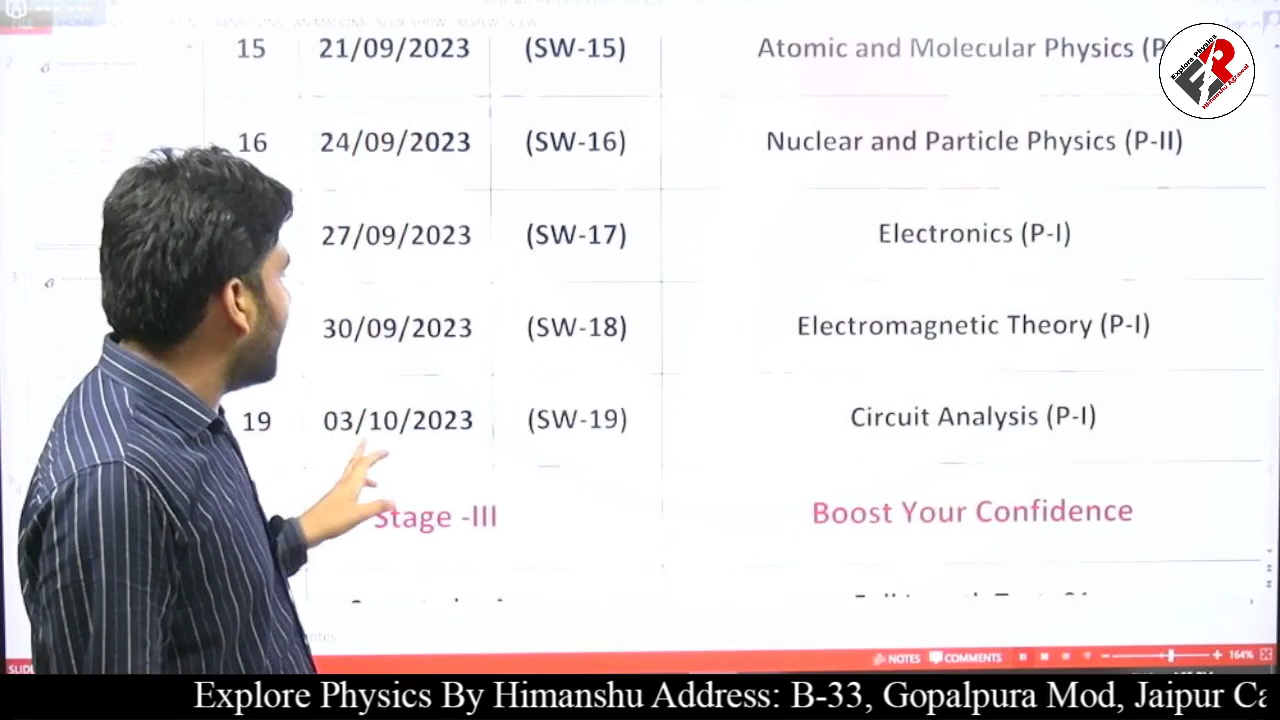 15 21/09/2023 (SW-15) Atomic and Molecular Physics (P
16 24/09/2023 (SW-16) Nuclear and Particle Physics (P-II)
27/09/2023 (SW-17) Electronics (P-I)
30/09/2023 (SW-18) Electromagnetic Theory (P-I)
19 03/10/2023 (SW-19) Circuit Analysis (P-I)
Stage -III Boost Your Confidence
NOTES COMMENTS 164%
Explore Physics By Himanshu Address: B-33, Gopalpura Mod, Jaipur Ca